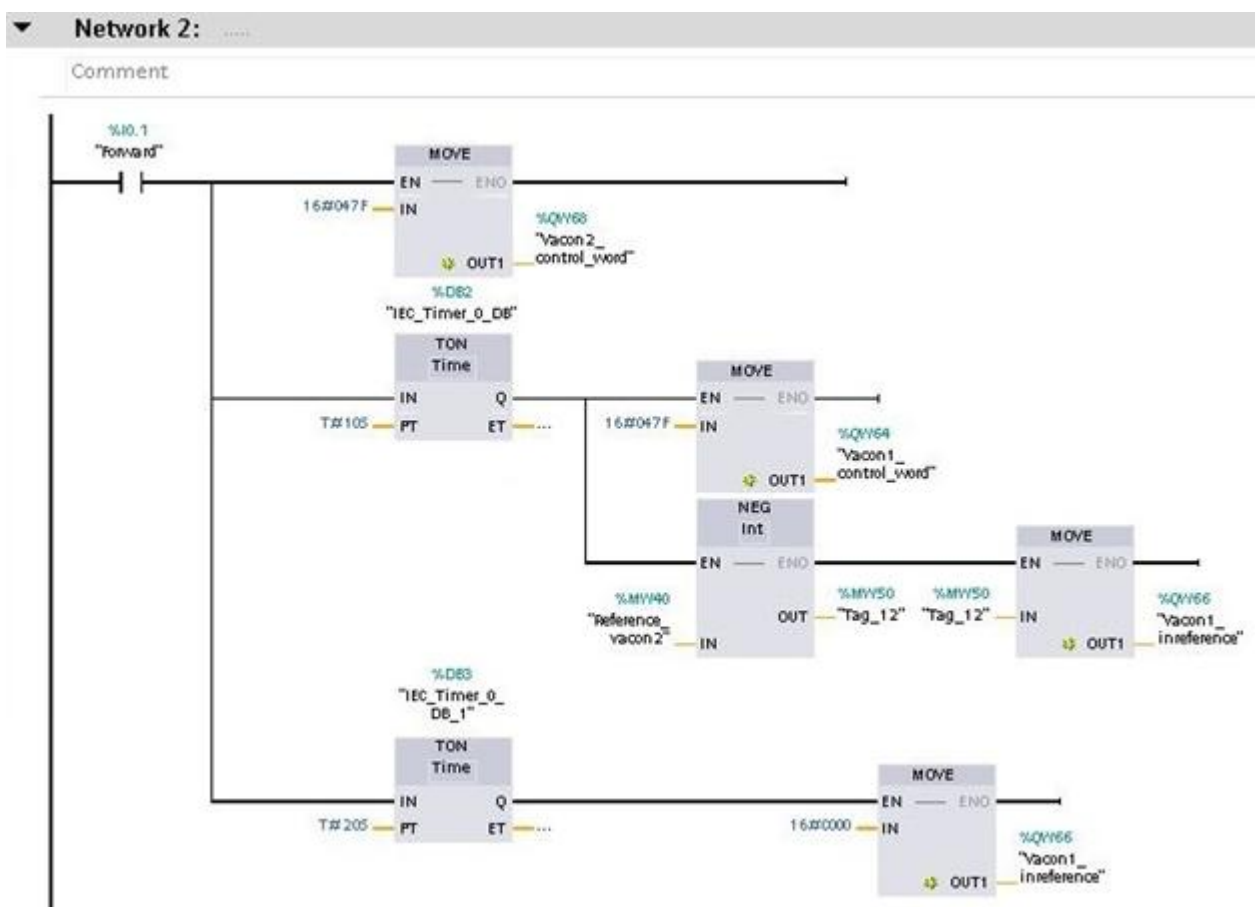 Network 2: .....
Comment
%I0.1
"Forward"
MOVE
EN ENO
16#047F IN
%QW68
"Vacon2_
control_word"
OUT1
%DB2
"IEC_Timer_0_DB"
TON
Time
IN Q
T#10S PT ET ...
MOVE
EN ENO
16#047F IN
%QW64
"Vacon1_
control_word"
OUT1
NEG
Int
EN ENO
%MW40
"Reference_
vacon2"
IN
OUT
%MW50
"Tag_12"
MOVE
EN ENO
%MW50
"Tag_12"
IN
%QW66
"Vacon1_
inreference"
OUT1
%DB3
"IEC_Timer_0_
DB_1"
TON
Time
IN Q
T#20S PT ET ...
MOVE
EN ENO
16#0000 IN
%QW66
"Vacon1_
inreference"
OUT1